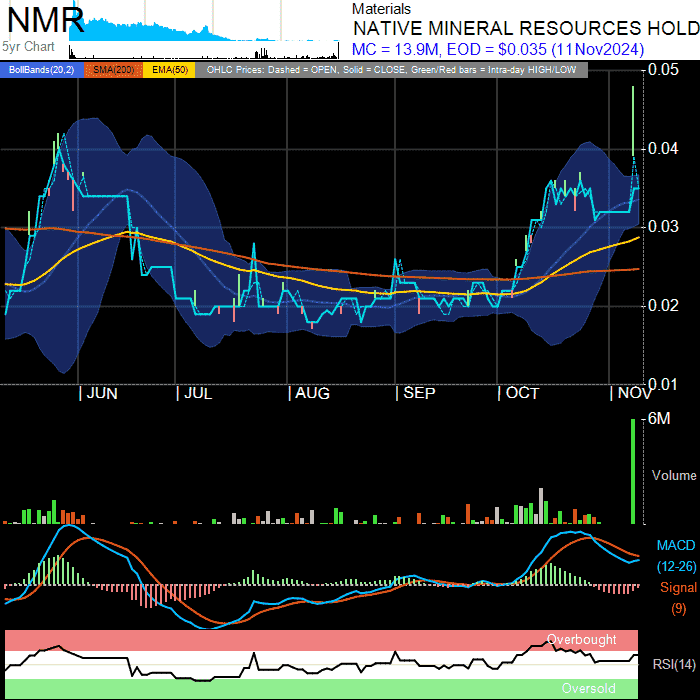 NMR
Materials
NATIVE MINERAL RESOURCES HOLD
5yr Chart
MC = 13.9M, EOD = $0.035 (11Nov2024)
BollBands(20,2) SMA(200) EMA(50) OHLC Prices: Dashed = OPEN, Solid = CLOSE, Green/Red bars = Intra-day HIGH/LOW
0.05
0.04
0.03
0.02
0.01
| JUN | JUL | AUG | SEP | OCT | NOV
6M
Volume
MACD
(12-26)
Signal
(9)
Overbought
RSI(14)
Oversold